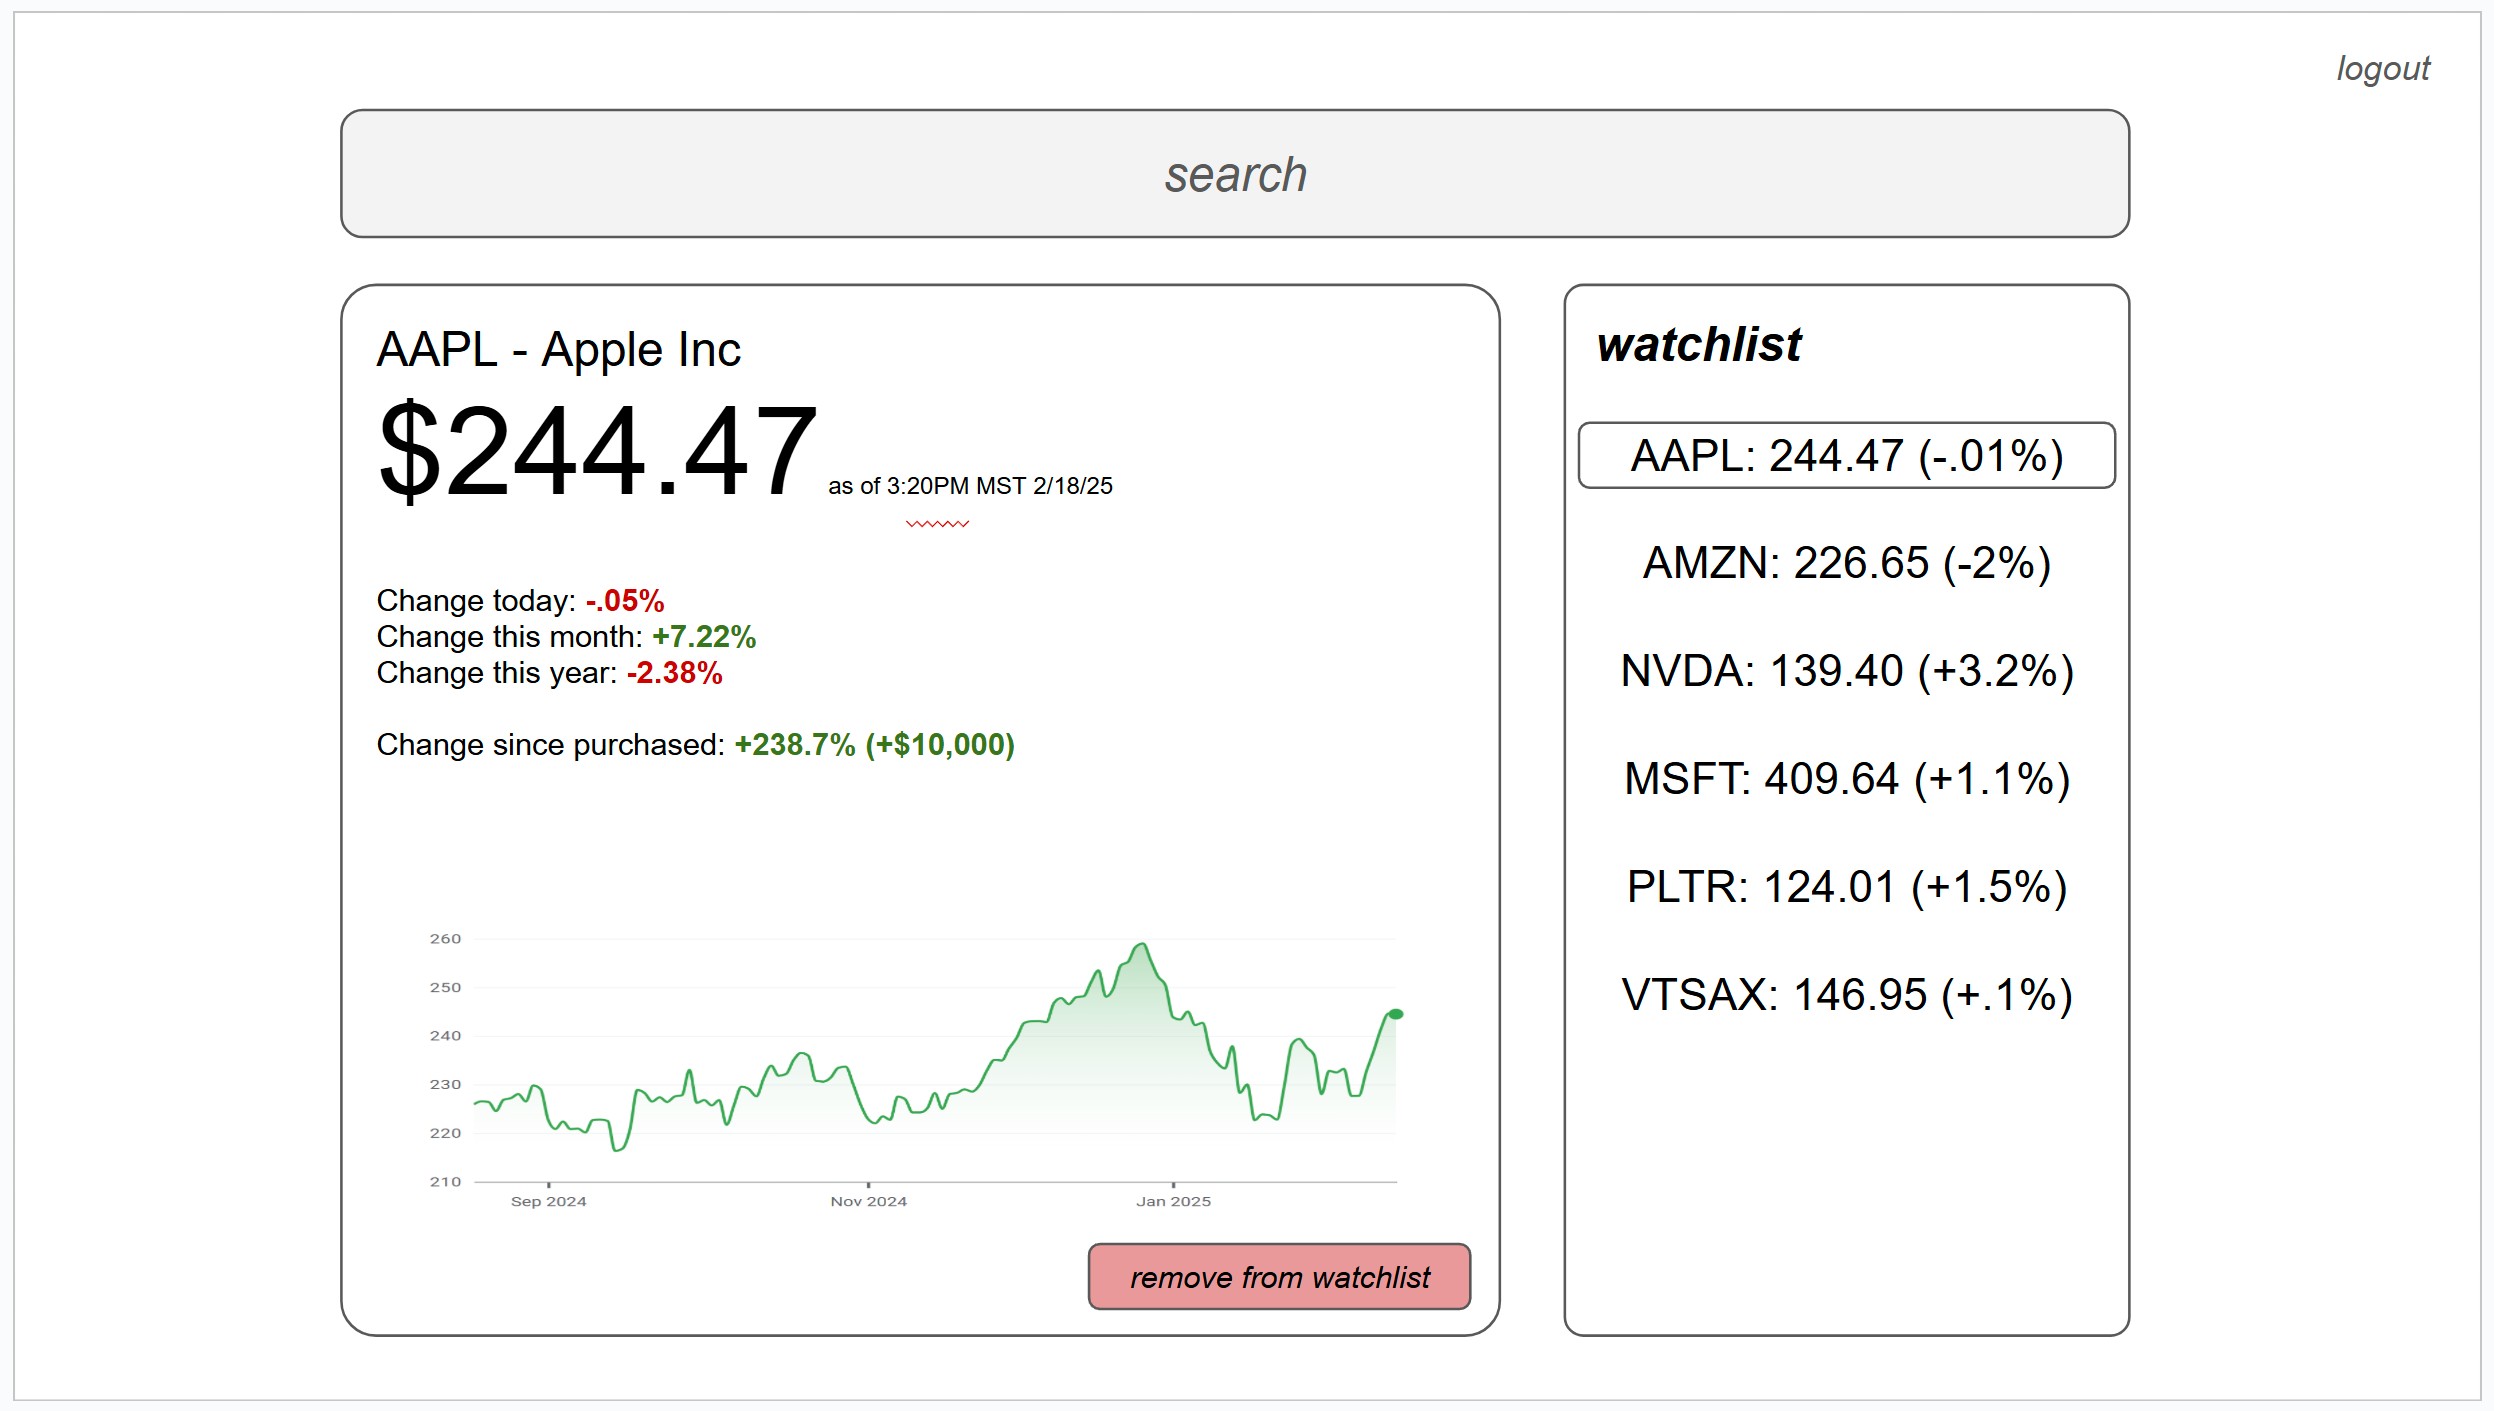 logout
search
AAPL - Apple Inc
$244.47 as of 3:20PM MST 2/18/25
Change today: -.05%
Change this month: +7.22%
Change this year: -2.38%
Change since purchased: +238.7% (+$10,000)
260
250
240
230
220
210
Sep 2024 Nov 2024 Jan 2025
remove from watchlist
watchlist
AAPL: 244.47 (-.01%)
AMZN: 226.65 (-2%)
NVDA: 139.40 (+3.2%)
MSFT: 409.64 (+1.1%)
PLTR: 124.01 (+1.5%)
VTSAX: 146.95 (+.1%)